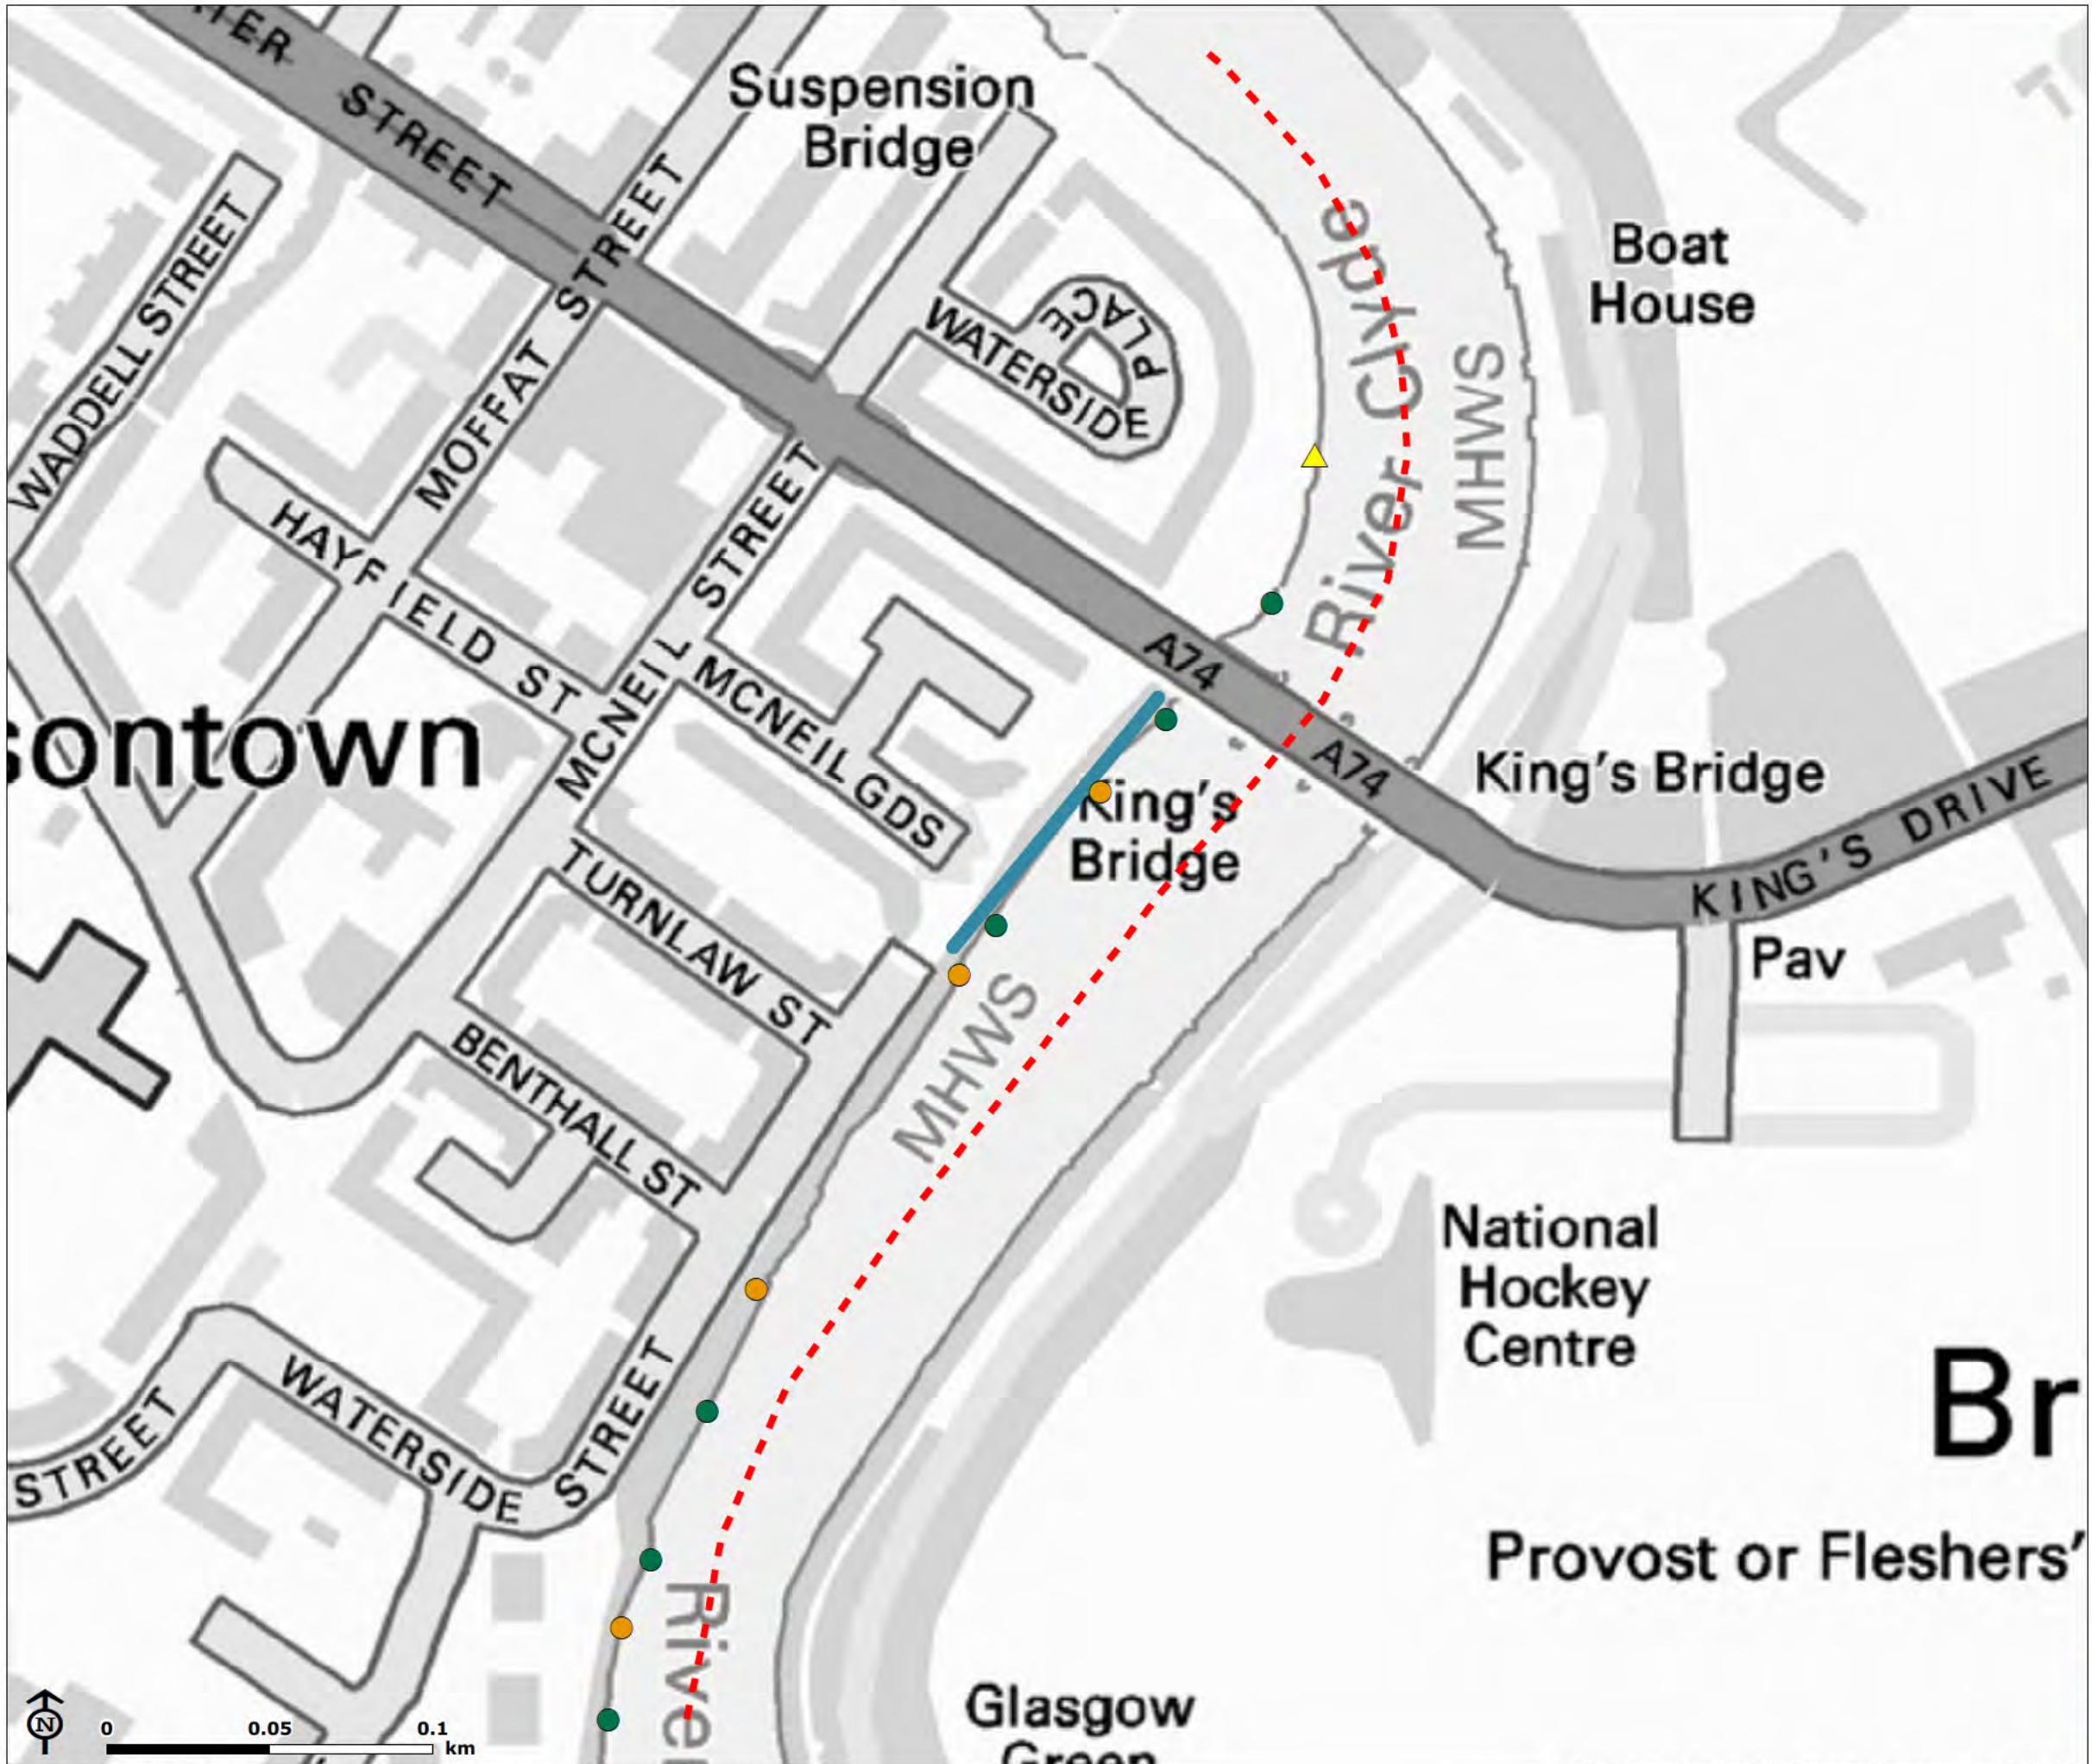 STREET
Suspension
Bridge
MOFFAT STREET
WADDELL STREET
WATERSIDE
PLACE
River Clyde
MHWS
Boat
House
HAYFIELD ST
MCNEIL STREET
MCNEIL GDS
A74
A74
King's Bridge
KING'S DRIVE
King's
Bridge
sontown
TURNLAW ST
Pav
MHWS
BENTHALL ST
National
Hockey
Centre
WATERSIDE STREET
STREET
Br
Provost or Fleshers'
River
Glasgow
Green
N
0 0.05 0.1
km